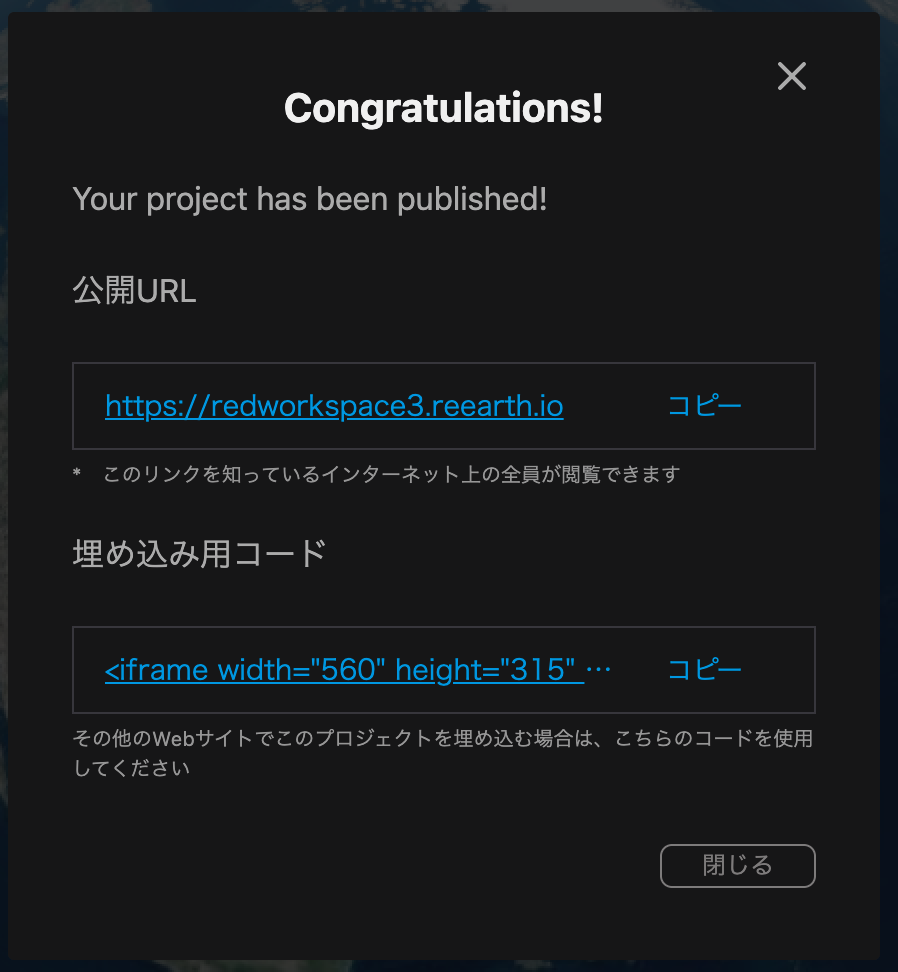 Congratulations!
Your project has been published!
公開URL
https://redworkspace3.reearth.io コピー
* このリンクを知っているインターネット上の全員が閲覧できます
埋め込み用コード
<iframe width="560" height="315" … コピー
その他のWebサイトでこのプロジェクトを埋め込む場合は、こちらのコードを使用
してください
閉じる